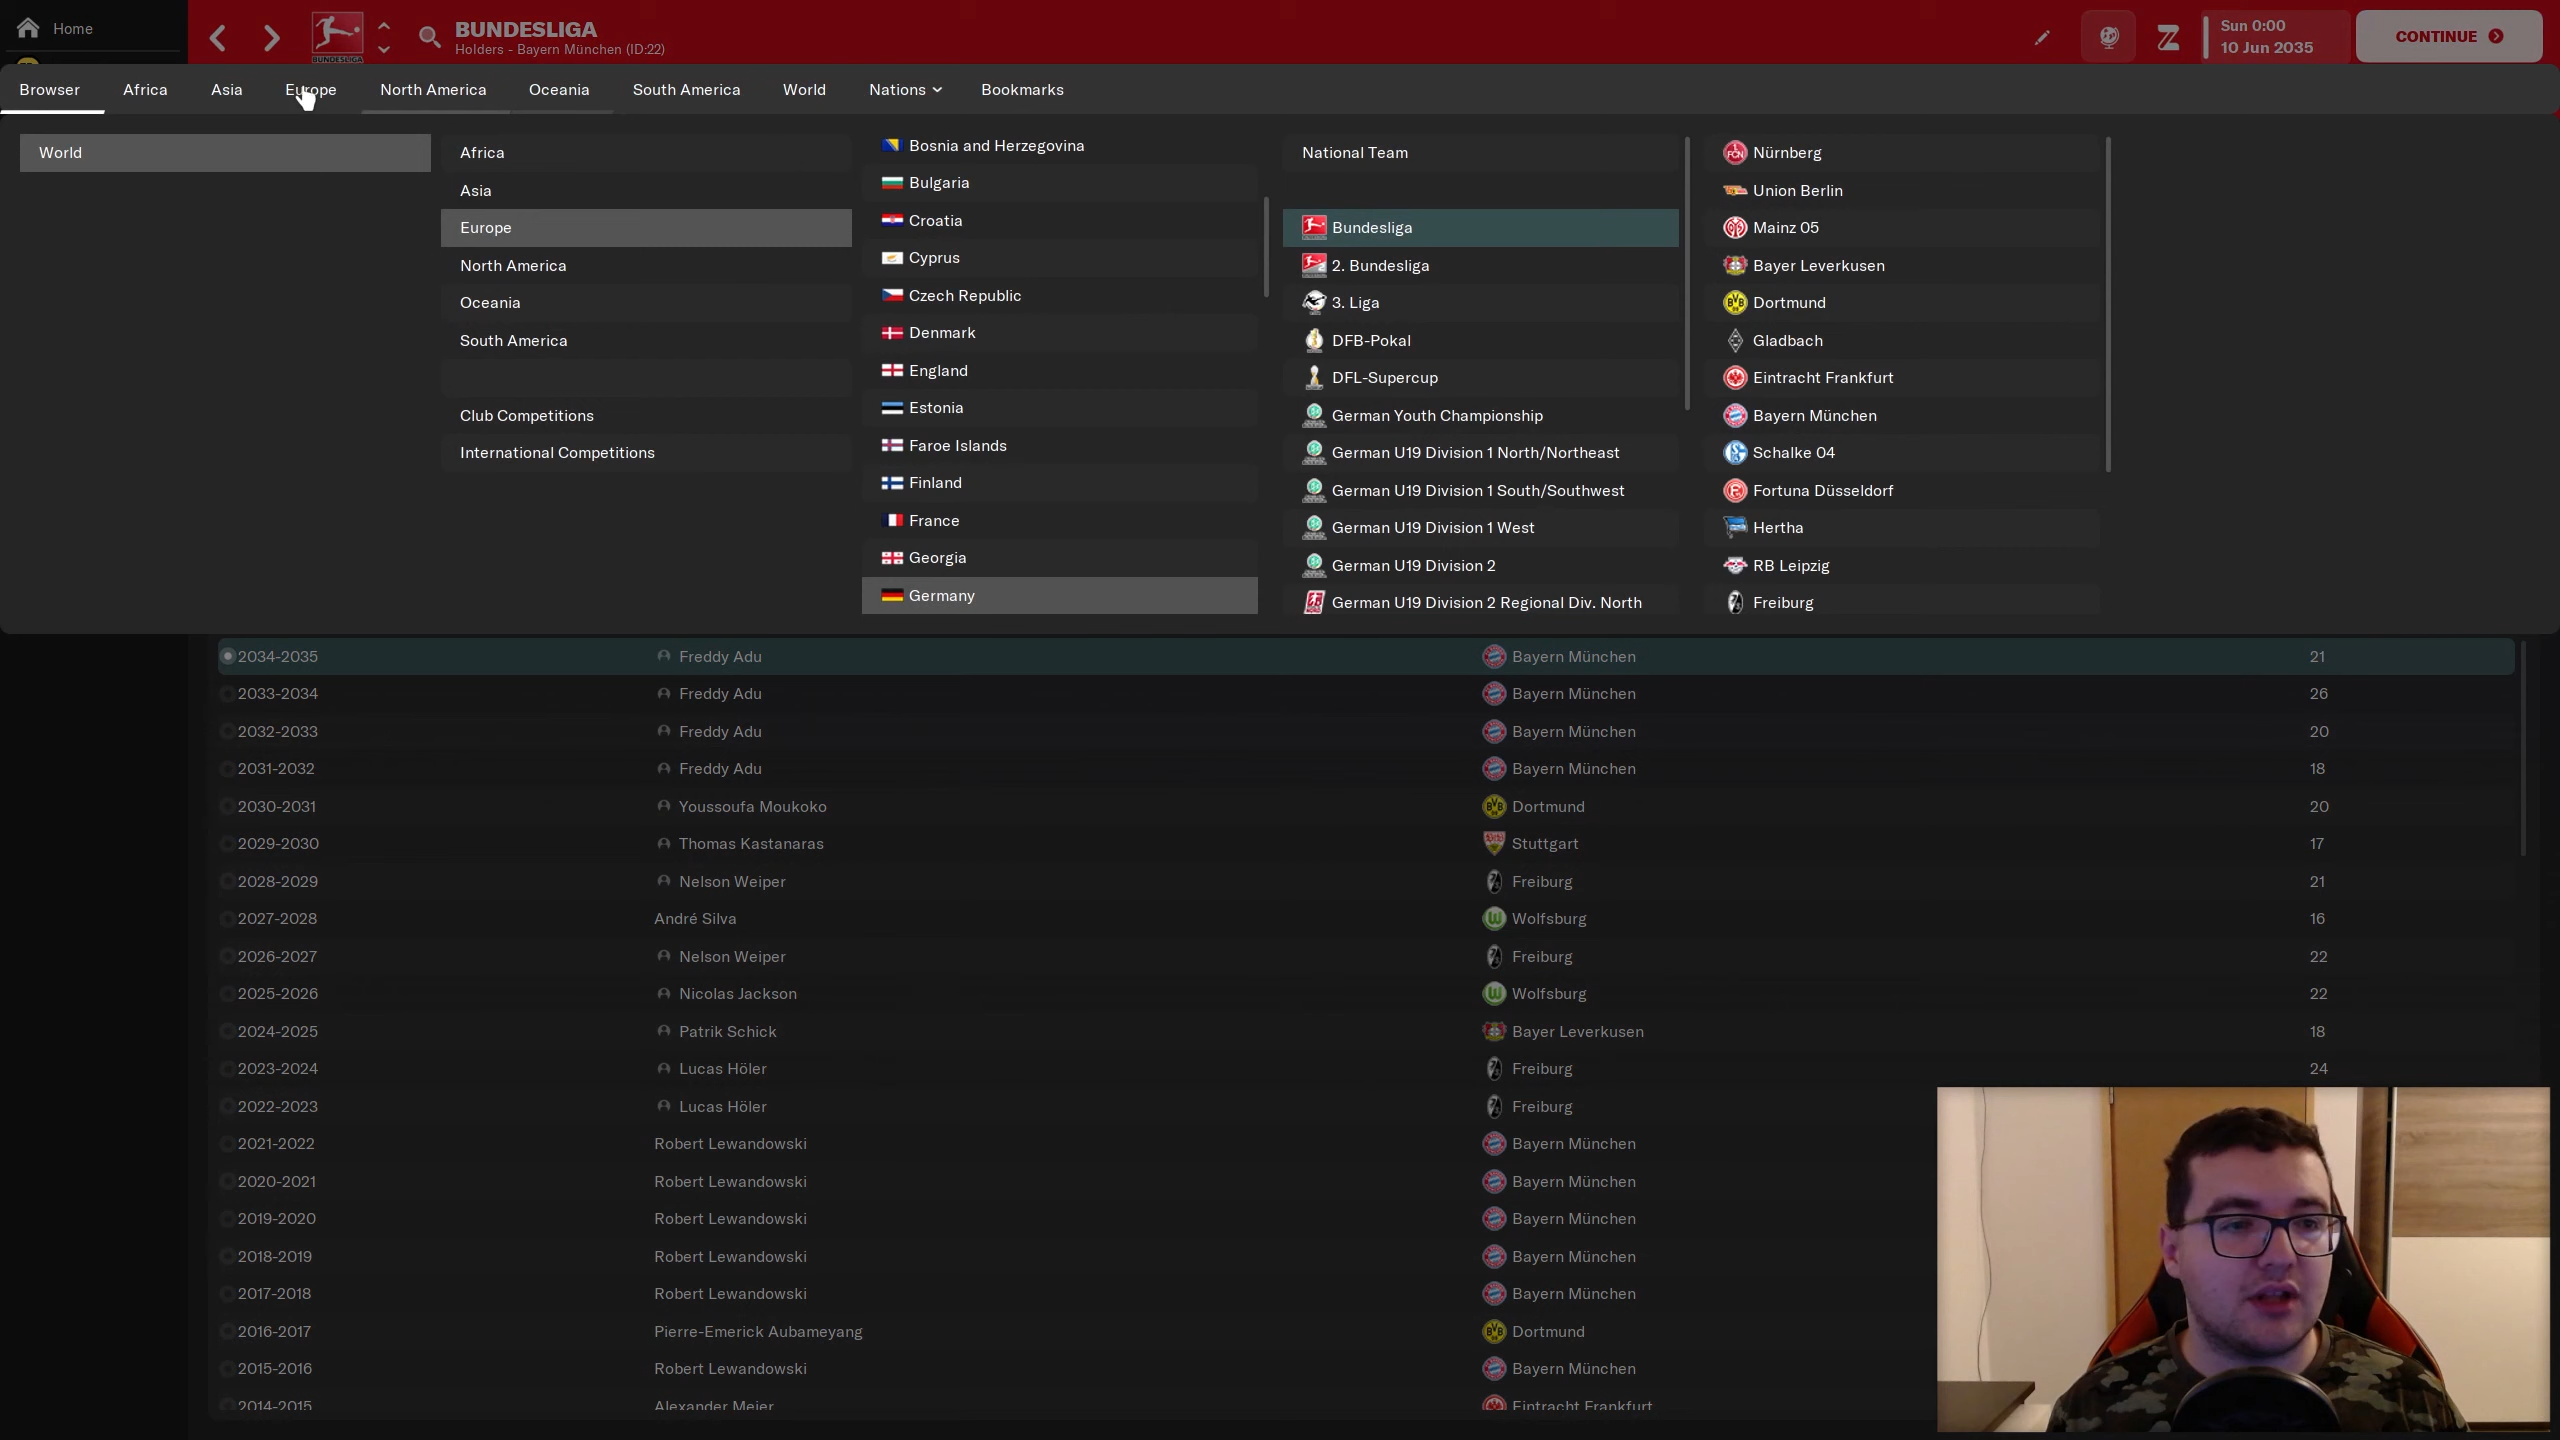 Home
BUNDESLIGA
Holders - Bayern München (ID:22)
Sun 0:00
10 Jun 2035
CONTINUE
Browser Africa Asia Europe North America Oceania South America World Nations Bookmarks
World
Africa
Asia
Europe
North America
Oceania
South America
Club Competitions
International Competitions
Bosnia and Herzegovina
Bulgaria
Croatia
Cyprus
Czech Republic
Denmark
England
Estonia
Faroe Islands
Finland
France
Georgia
Germany
National Team
Bundesliga
2. Bundesliga
3. Liga
DFB-Pokal
DFL-Supercup
German Youth Championship
German U19 Division 1 North/Northeast
German U19 Division 1 South/Southwest
German U19 Division 1 West
German U19 Division 2
German U19 Division 2 Regional Div. North
Nürnberg
Union Berlin
Mainz 05
Bayer Leverkusen
Dortmund
Gladbach
Eintracht Frankfurt
Bayern München
Schalke 04
Fortuna Düsseldorf
Hertha
RB Leipzig
Freiburg
2034-2035 Freddy Adu Bayern München 21
2033-2034 Freddy Adu Bayern München 26
2032-2033 Freddy Adu Bayern München 20
2031-2032 Freddy Adu Bayern München 18
2030-2031 Youssoufa Moukoko Dortmund 20
2029-2030 Thomas Kastanaras Stuttgart 17
2028-2029 Nelson Weiper Freiburg 21
2027-2028 André Silva Wolfsburg 16
2026-2027 Nelson Weiper Freiburg 22
2025-2026 Nicolas Jackson Wolfsburg 22
2024-2025 Patrik Schick Bayer Leverkusen 18
2023-2024 Lucas Höler Freiburg 24
2022-2023 Lucas Höler Freiburg
2021-2022 Robert Lewandowski Bayern München
2020-2021 Robert Lewandowski Bayern München
2019-2020 Robert Lewandowski Bayern München
2018-2019 Robert Lewandowski Bayern München
2017-2018 Robert Lewandowski Bayern München
2016-2017 Pierre-Emerick Aubameyang Dortmund
2015-2016 Robert Lewandowski Bayern München
2014-2015 Alexander Meier Eintracht Frankfurt